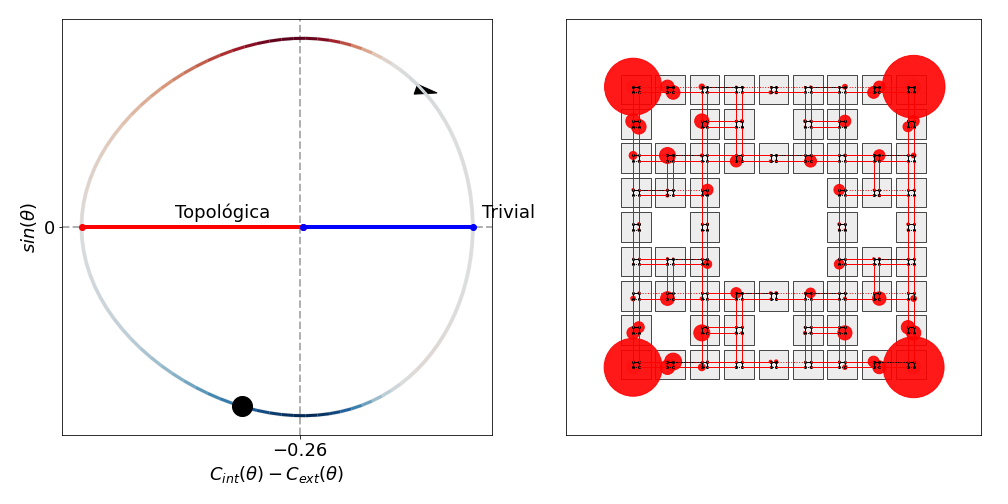 Topológica
Trivial
sin(θ)
0
−0.26
C_int(θ) − C_ext(θ)